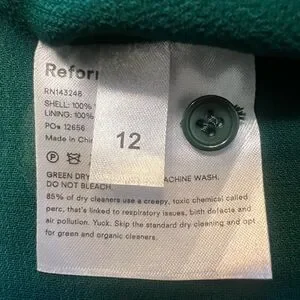 Refor
RN143248
SHELL: 100%
LINING: 100%
PO# 12656
Made in Chi
12
GREEN DRY ACHINE WASH.
DO NOT BLEACH.
85% of dry cleaners use a creepy, toxic chemical called
perc, that's linked to respiratory issues, birth defects and
air pollution. Yuck. Skip the standard dry cleaning and opt
for green and organic cleaners.